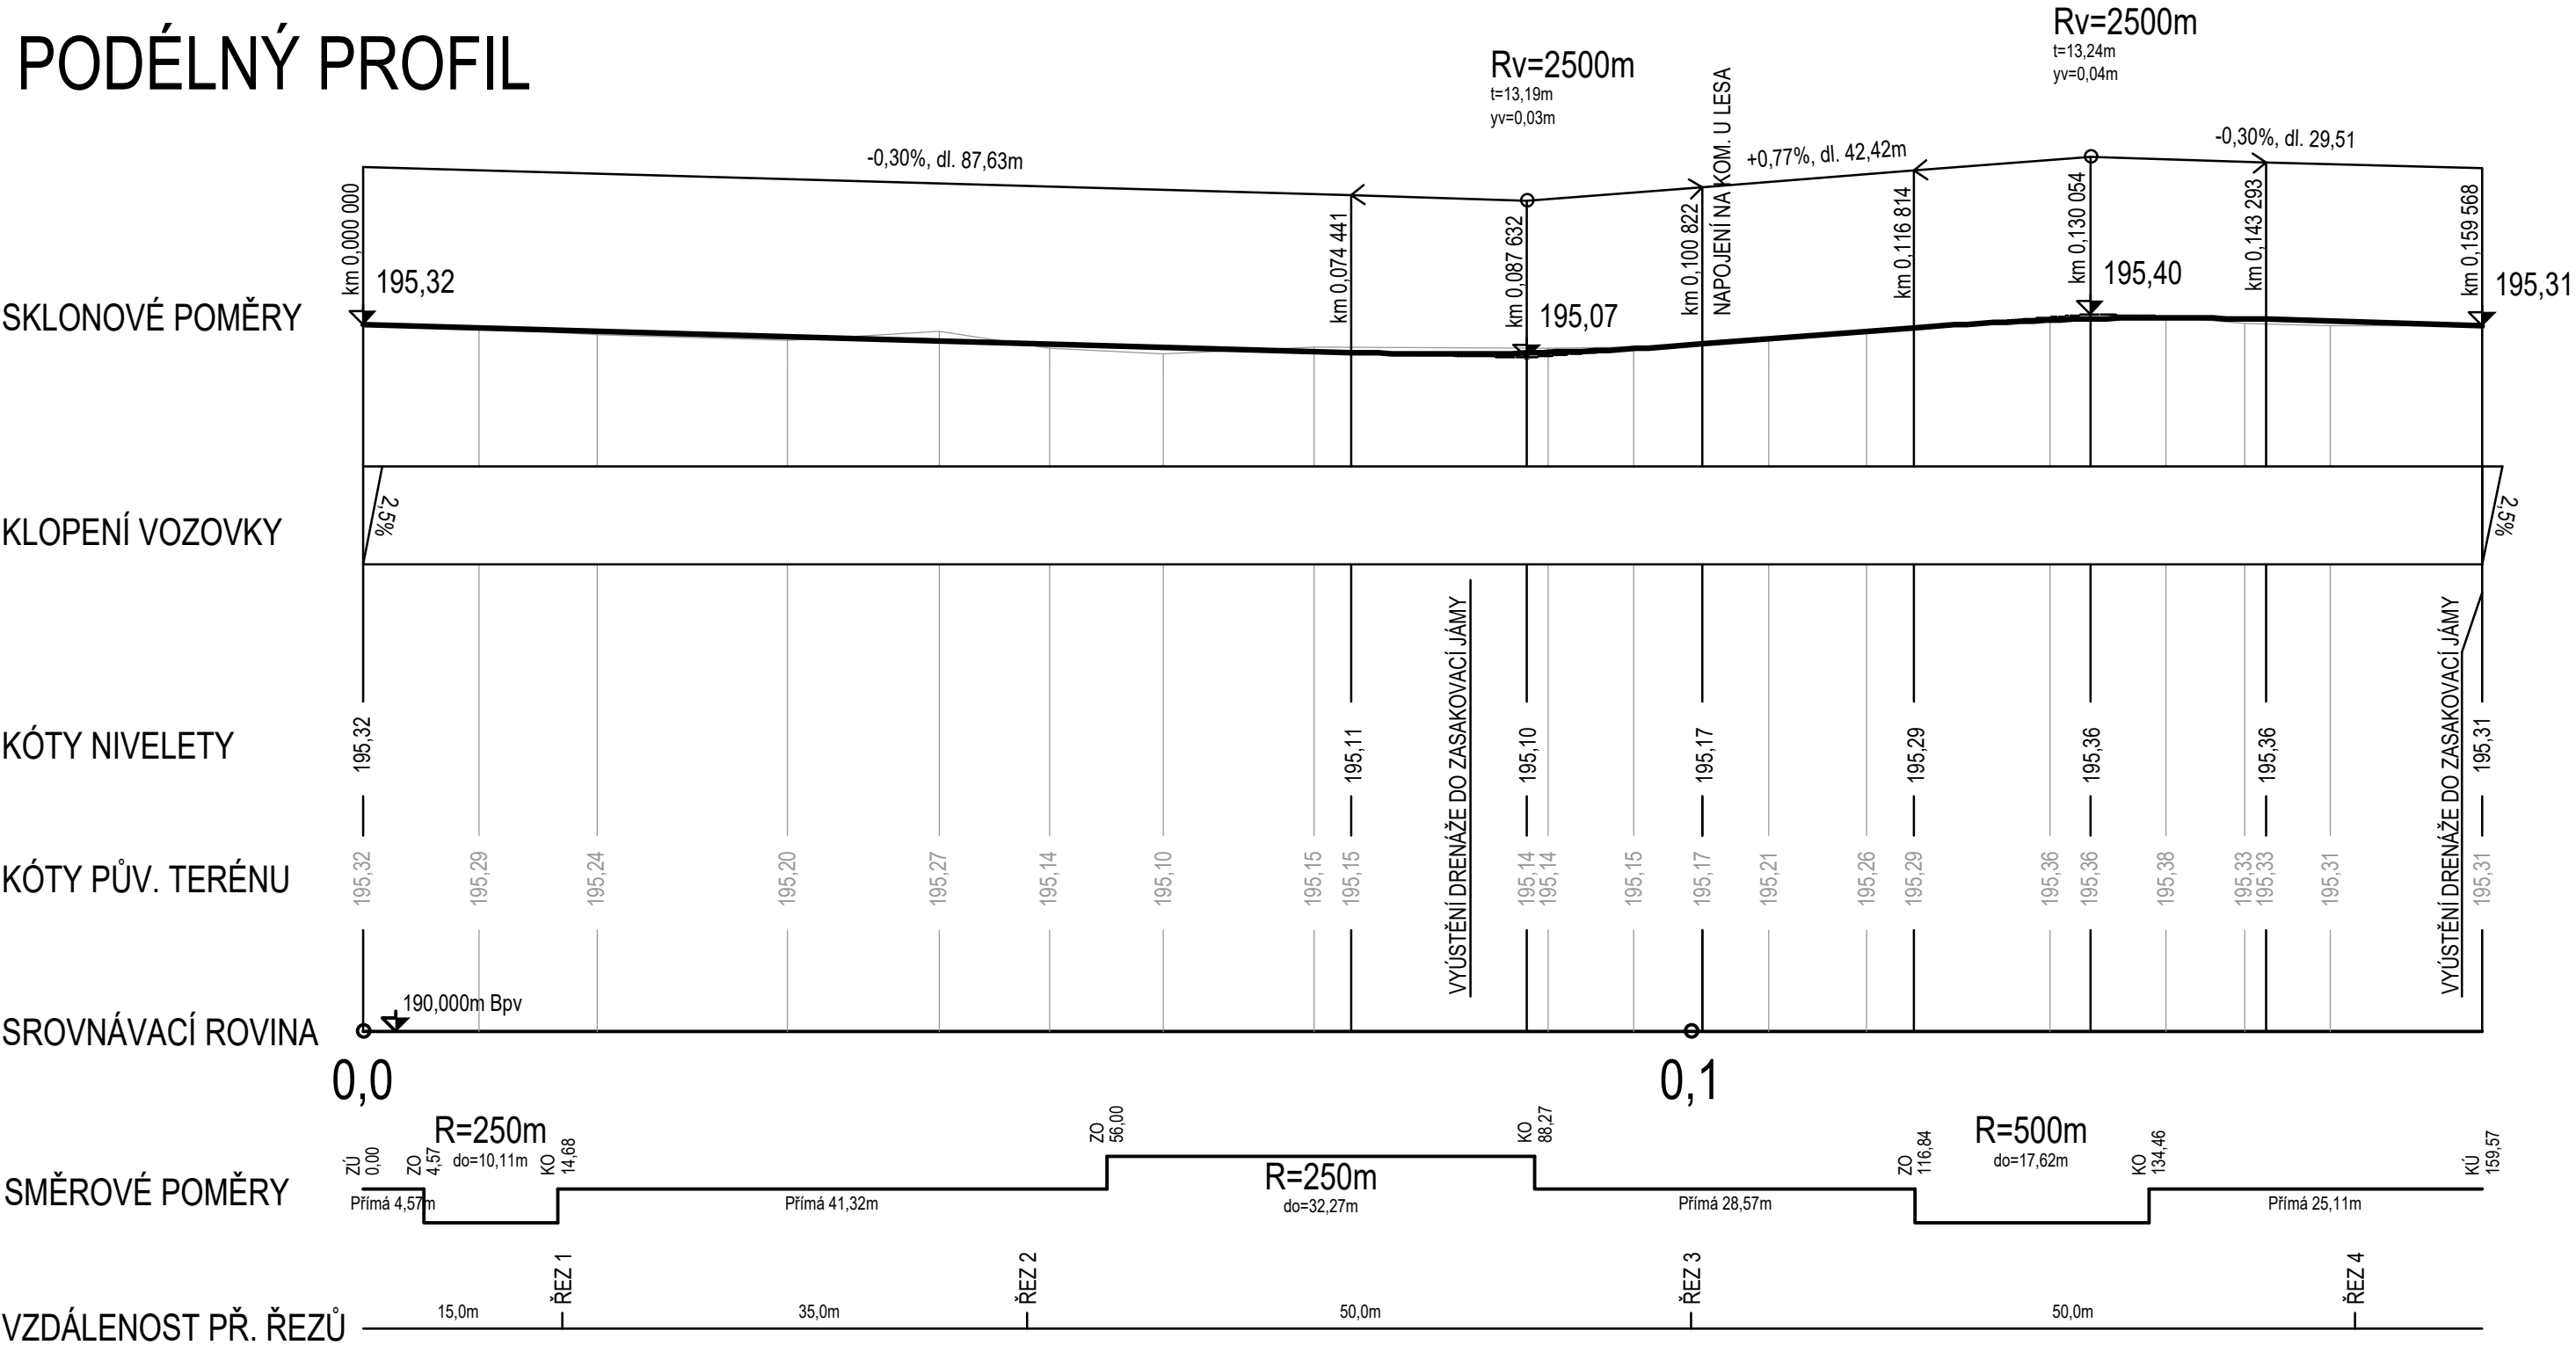 PODÉLNÝ PROFIL
Rv=2500m
t=13,19m
yv=0,03m
Rv=2500m
t=13,24m
yv=0,04m
-0,30%, dl. 87,63m
+0,77%, dl. 42,42m
-0,30%, dl. 29,51
km 0,000 000
km 0,074 441
km 0,087 632
km 0,100 822
NAPOJENÍ NA KOM. U LESA
km 0,116 814
km 0,130 054
km 0,143 293
km 0,159 568
SKLONOVÉ POMĚRY
195,32
195,07
195,40
195,31
KLOPENÍ VOZOVKY
2,5%
2,5%
VYÚSTĚNÍ DRENÁŽE DO ZASAKOVACÍ JÁMY
VYÚSTĚNÍ DRENÁŽE DO ZASAKOVACÍ JÁMY
KÓTY NIVELETY
195,32
195,11
195,10
195,17
195,29
195,36
195,36
195,31
KÓTY PŮV. TERÉNU
195,32
195,29
195,24
195,20
195,27
195,14
195,10
195,15
195,15
195,14
195,14
195,15
195,17
195,21
195,26
195,29
195,36
195,36
195,38
195,33
195,33
195,31
195,31
SROVNÁVACÍ ROVINA
190,000m Bpv
0,0
0,1
SMĚROVÉ POMĚRY
ZÚ
0,00
ZO
4,57
R=250m
do=10,11m
KO
14,68
ZO
56,00
R=250m
do=32,27m
KO
88,27
ZO
116,84
R=500m
do=17,62m
KO
134,46
KÚ
159,57
Přímá 4,57m
Přímá 41,32m
Přímá 28,57m
Přímá 25,11m
VZDÁLENOST PŘ. ŘEZŮ
15,0m
ŘEZ 1
35,0m
ŘEZ 2
50,0m
ŘEZ 3
50,0m
ŘEZ 4